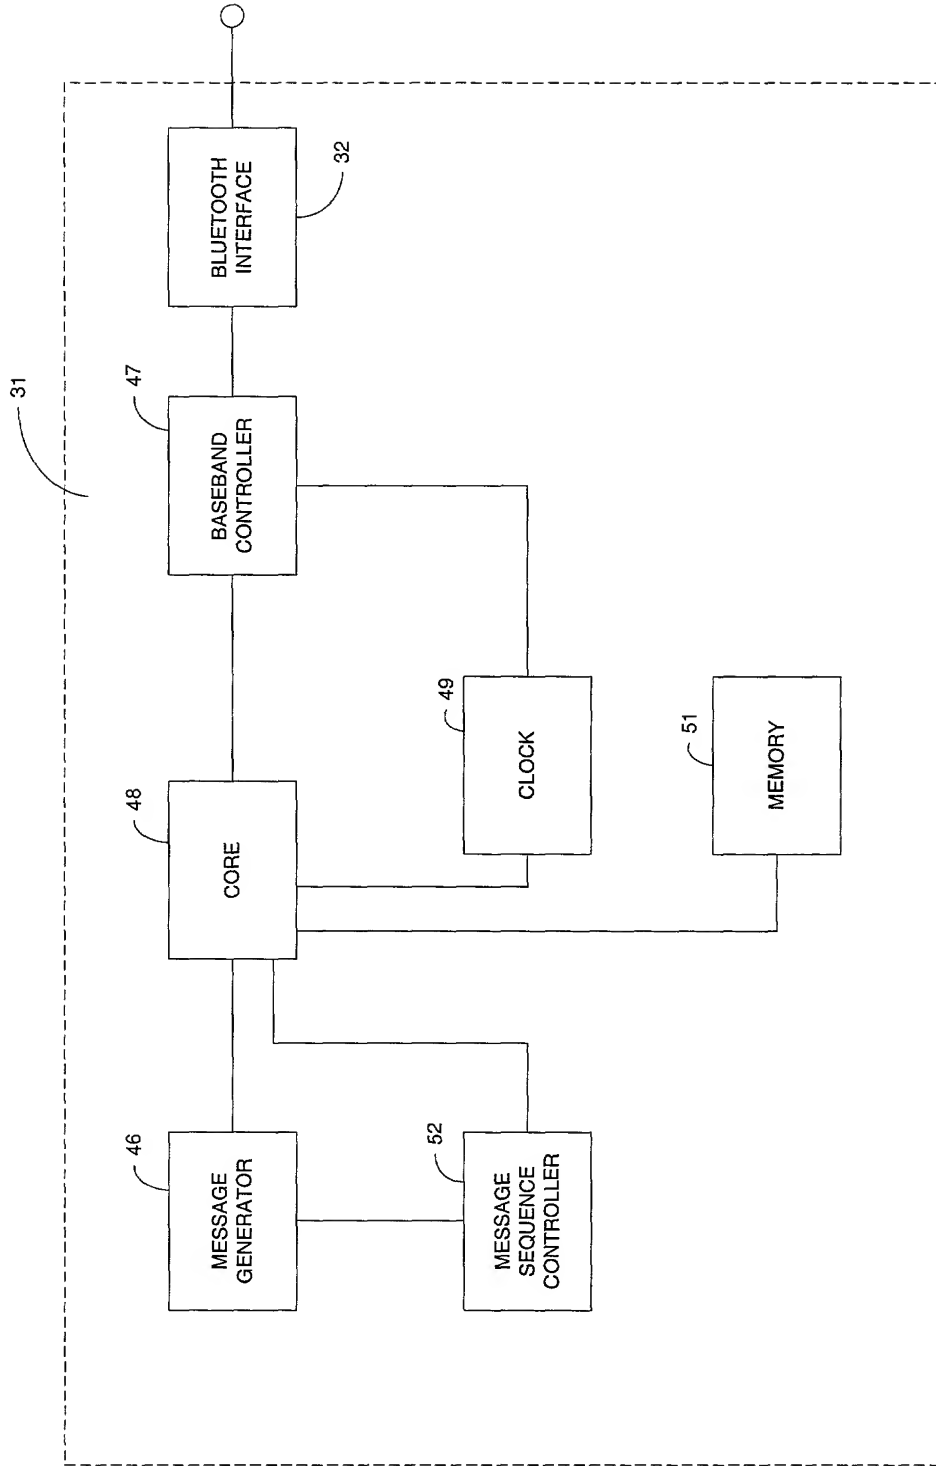 31
46
MESSAGE
GENERATOR
48
CORE
47
BASEBAND
CONTROLLER
BLUETOOTH
INTERFACE
32
52
MESSAGE
SEQUENCE
CONTROLLER
49
CLOCK
51
MEMORY